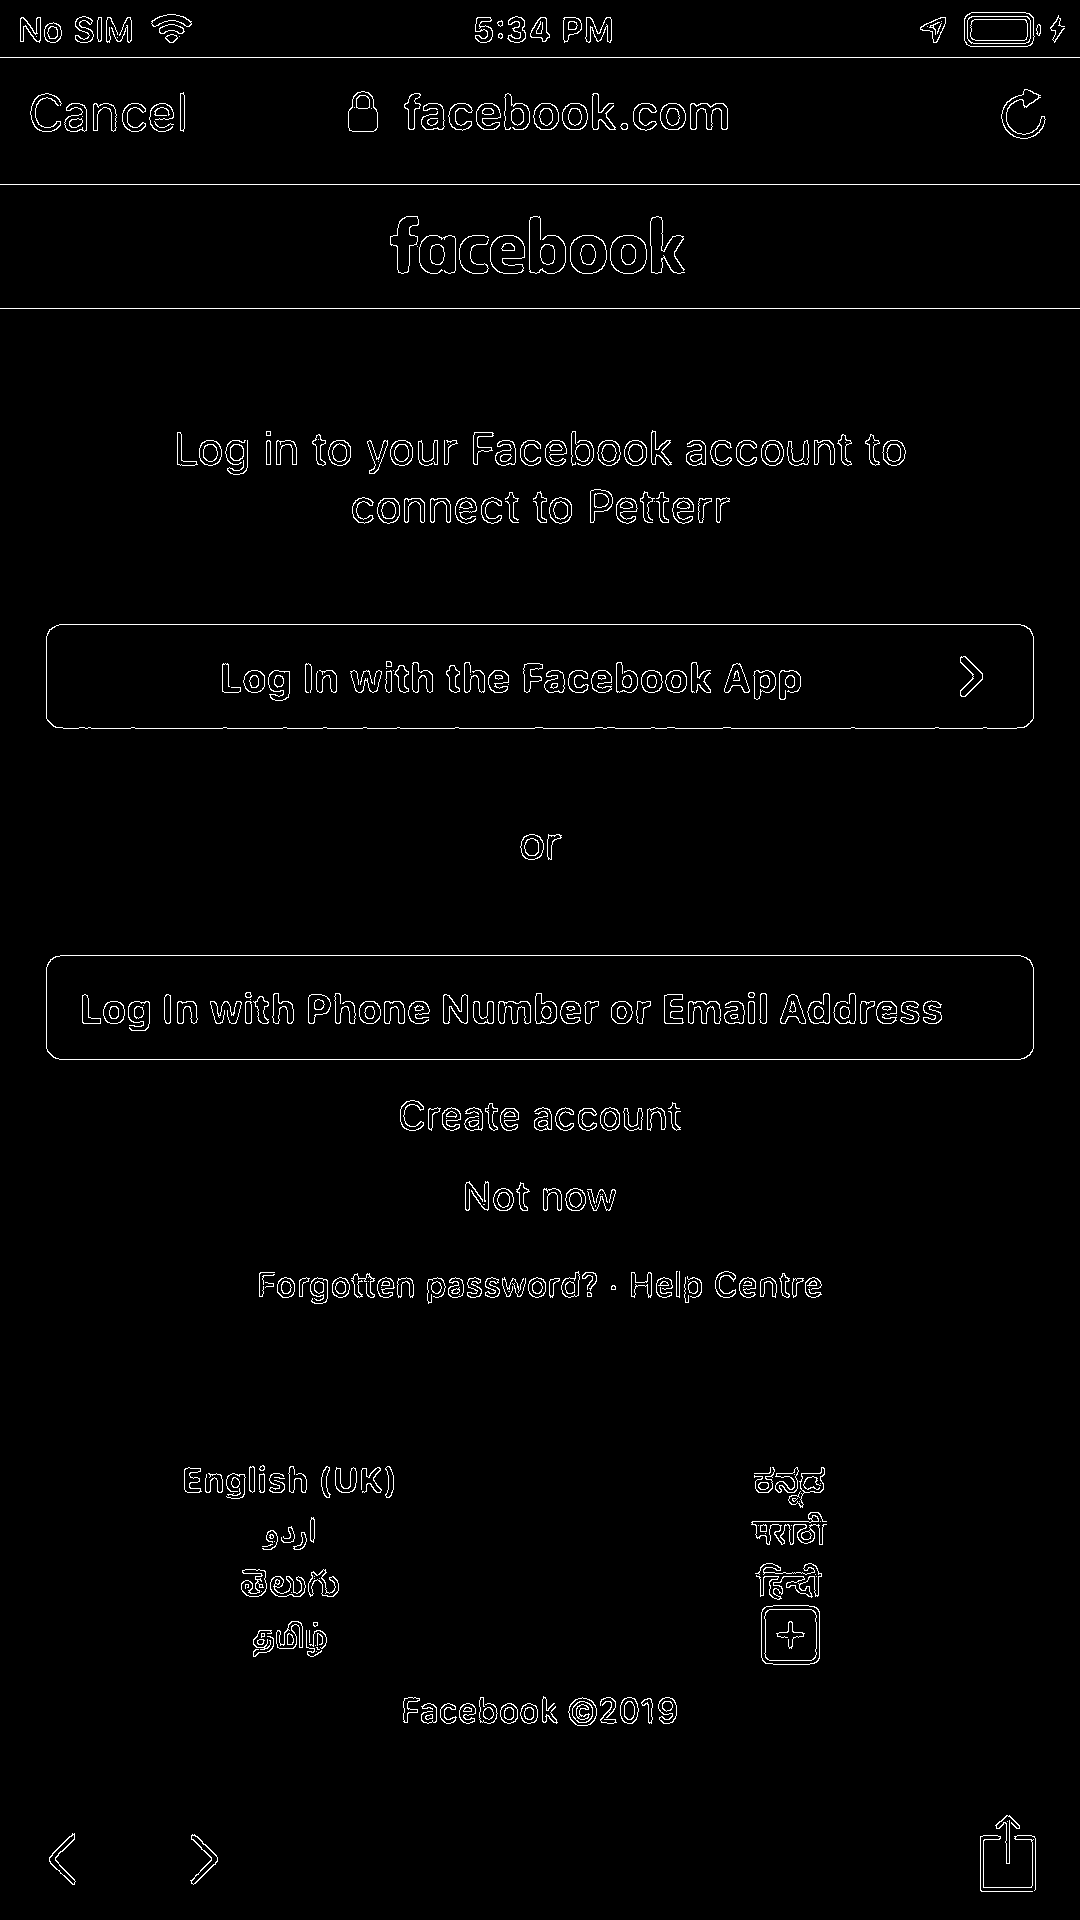 No SIM 5:34 PM
Cancel facebook.com
facebook
Log in to your Facebook account to
connect to Petterr
Log In with the Facebook App
or
Log In with Phone Number or Email Address
Create account
Not now
Forgotten password? · Help Centre
English (UK) ಕನ್ನಡ
اردو मराठी
తెలుగు हिन्दी
தமிழ்
Facebook ©2019